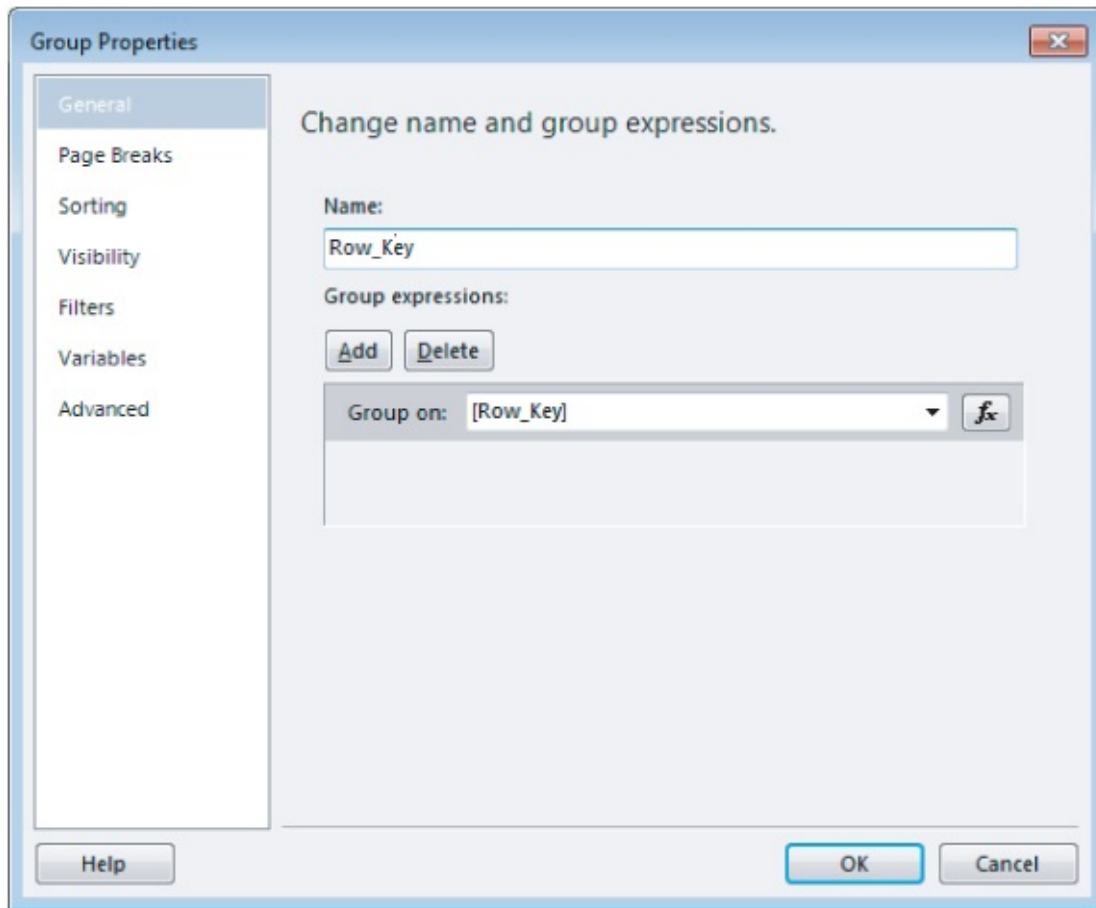 Group Properties
General
Page Breaks
Sorting
Visibility
Filters
Variables
Advanced
Change name and group expressions.
Name:
Row_Key
Group expressions:
Add Delete
Group on: [Row_Key] fx
Help OK Cancel